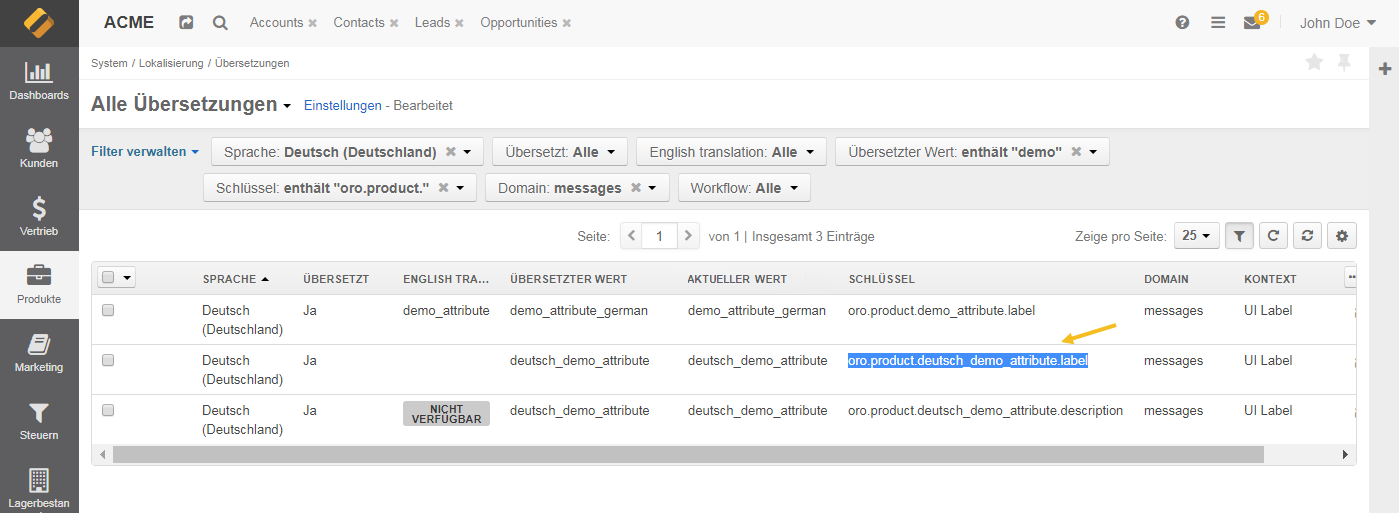 ACME Accounts Contacts Leads Opportunities 6 John Doe
System / Lokalisierung / Übersetzungen
Dashboards
Kunden
Vertrieb
Produkte
Marketing
Steuern
Lagerbestan
Alle Übersetzungen Einstellungen - Bearbeitet
Filter verwalten Sprache: Deutsch (Deutschland) Übersetzt: Alle English translation: Alle Übersetzter Wert: enthält "demo"
Schlüssel: enthält "oro.product." Domain: messages Workflow: Alle
Seite: 1 von 1 | Insgesamt 3 Einträge Zeige pro Seite: 25
SPRACHE ÜBERSETZT ENGLISH TRA... ÜBERSETZTER WERT AKTUELLER WERT SCHLÜSSEL DOMAIN KONTEXT
Deutsch Ja demo_attribute demo_attribute_german demo_attribute_german oro.product.demo_attribute.label messages UI Label
(Deutschland)
Deutsch Ja deutsch_demo_attribute deutsch_demo_attribute oro.product.deutsch_demo_attribute.label messages UI Label
(Deutschland)
Deutsch Ja NICHT VERFÜGBAR deutsch_demo_attribute deutsch_demo_attribute oro.product.deutsch_demo_attribute.description messages UI Label
(Deutschland)